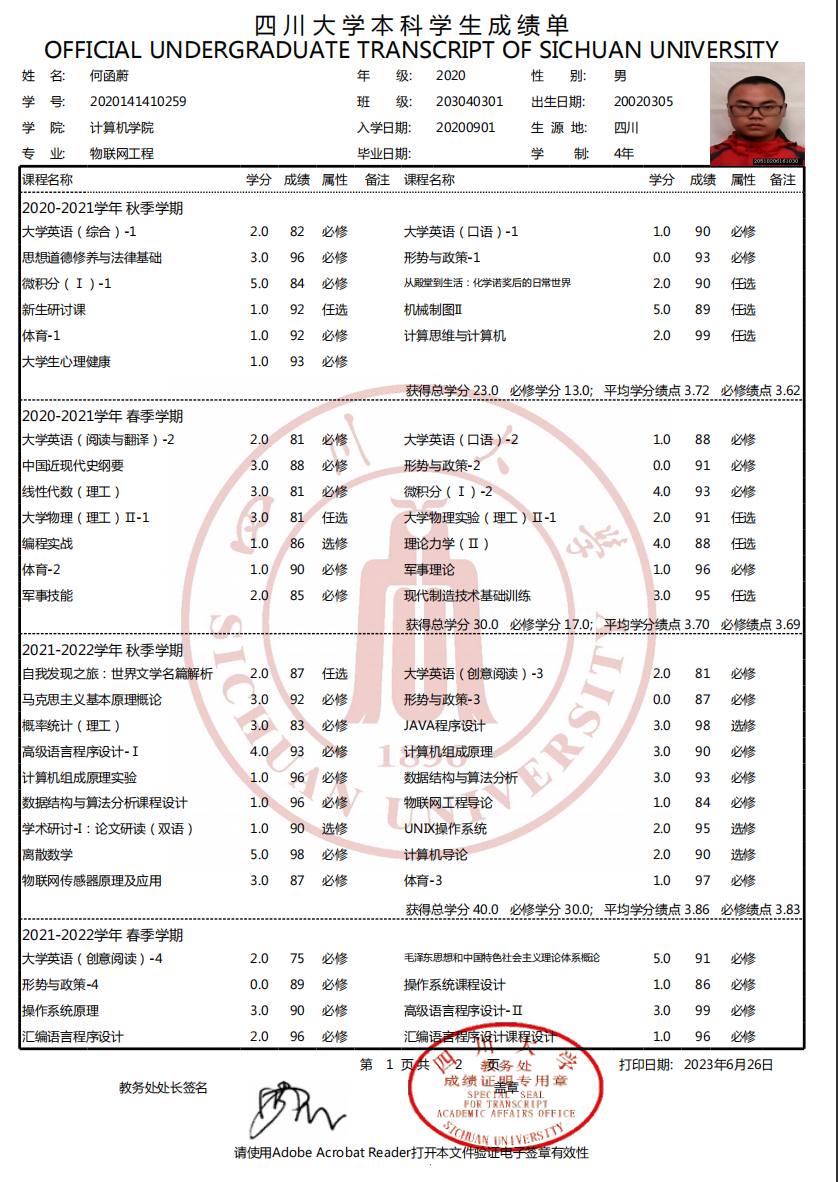 四川大学本科学生成绩单
OFFICIAL UNDERGRADUATE TRANSCRIPT OF SICHUAN UNIVERSITY
姓 名: 何函蔚 年 级: 2020 性 别: 男
学 号: 2020141410259 班 级: 203040301 出生日期: 20020305
学 院: 计算机学院 入学日期: 20200901 生 源 地: 四川
专 业: 物联网工程 毕业日期: 学 制: 4年
课程名称 学分 成绩 属性 备注 课程名称 学分 成绩 属性 备注
2020-2021学年 秋季学期
大学英语（综合）-1 2.0 82 必修 大学英语（口语）-1 1.0 90 必修
思想道德修养与法律基础 3.0 96 必修 形势与政策-1 0.0 93 必修
微积分（Ⅰ）-1 5.0 84 必修 从殿堂到生活：化学诺奖后的日常世界 2.0 90 任选
新生研讨课 1.0 92 任选 机械制图Ⅱ 5.0 89 任选
体育-1 1.0 92 必修 计算思维与计算机 2.0 99 任选
大学生心理健康 1.0 93 必修
获得总学分 23.0 必修学分 13.0; 平均学分绩点 3.72 必修绩点 3.62
2020-2021学年 春季学期
大学英语（阅读与翻译）-2 2.0 81 必修 大学英语（口语）-2 1.0 88 必修
中国近现代史纲要 3.0 88 必修 形势与政策-2 0.0 91 必修
线性代数（理工） 3.0 81 必修 微积分（Ⅰ）-2 4.0 93 必修
大学物理（理工）Ⅱ-1 3.0 81 任选 大学物理实验（理工）Ⅱ-1 2.0 91 任选
编程实战 1.0 86 选修 理论力学（Ⅱ） 4.0 88 任选
体育-2 1.0 90 必修 军事理论 1.0 96 必修
军事技能 2.0 85 必修 现代制造技术基础训练 3.0 95 任选
获得总学分 30.0 必修学分 17.0; 平均学分绩点 3.70 必修绩点 3.69
2021-2022学年 秋季学期
自我发现之旅：世界文学名篇解析 2.0 87 任选 大学英语（创意阅读）-3 2.0 81 必修
马克思主义基本原理概论 3.0 92 必修 形势与政策-3 0.0 87 必修
概率统计（理工） 3.0 83 必修 JAVA程序设计 3.0 98 选修
高级语言程序设计-Ⅰ 4.0 93 必修 计算机组成原理 3.0 90 必修
计算机组成原理实验 1.0 96 必修 数据结构与算法分析 3.0 93 必修
数据结构与算法分析课程设计 1.0 96 必修 物联网工程导论 1.0 84 必修
学术研讨-Ⅰ：论文研读（双语） 1.0 90 选修 UNIX操作系统 2.0 95 选修
离散数学 5.0 98 必修 计算机导论 2.0 90 选修
物联网传感器原理及应用 3.0 87 必修 体育-3 1.0 97 必修
获得总学分 40.0 必修学分 30.0; 平均学分绩点 3.86 必修绩点 3.83
2021-2022学年 春季学期
大学英语（创意阅读）-4 2.0 75 必修 毛泽东思想和中国特色社会主义理论体系概论 5.0 91 必修
形势与政策-4 0.0 89 必修 操作系统课程设计 1.0 86 必修
操作系统原理 3.0 90 必修 高级语言程序设计-Ⅱ 3.0 99 必修
汇编语言程序设计 2.0 96 必修 汇编语言程序设计课程设计 1.0 96 必修
四川大学
SICHUAN UNIVERSITY
1896
第 1 页共 2 页 打印日期: 2023年6月26日
教务处处长签名 盖章
四川大学
教务处
成绩证明专用章
SPECIAL SEAL
FOR TRANSCRIPT
ACADEMIC AFFAIRS OFFICE
SICHUAN UNIVERSITY
请使用Adobe Acrobat Reader打开本文件验证电子签章有效性